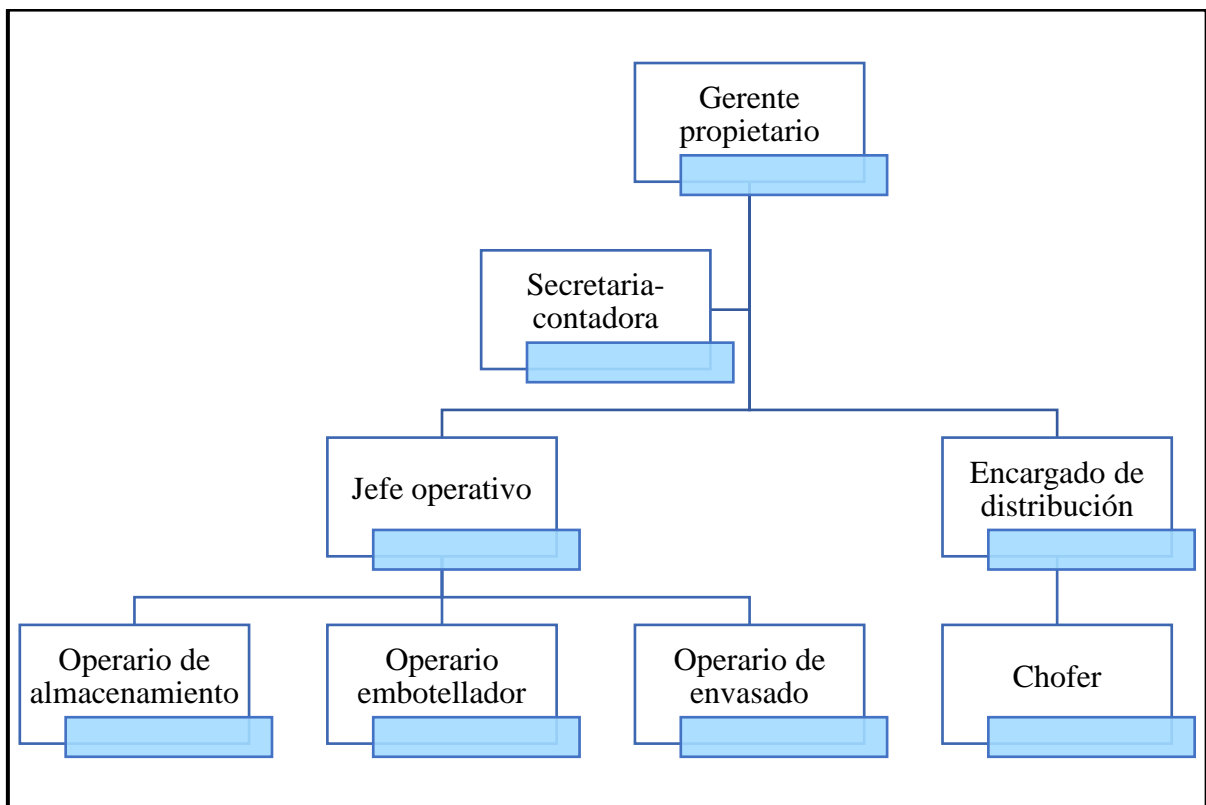 Gerente
propietario
Secretaria-
contadora
Jefe operativo
Encargado de
distribución
Operario de
almacenamiento
Operario
embotellador
Operario de
envasado
Chofer